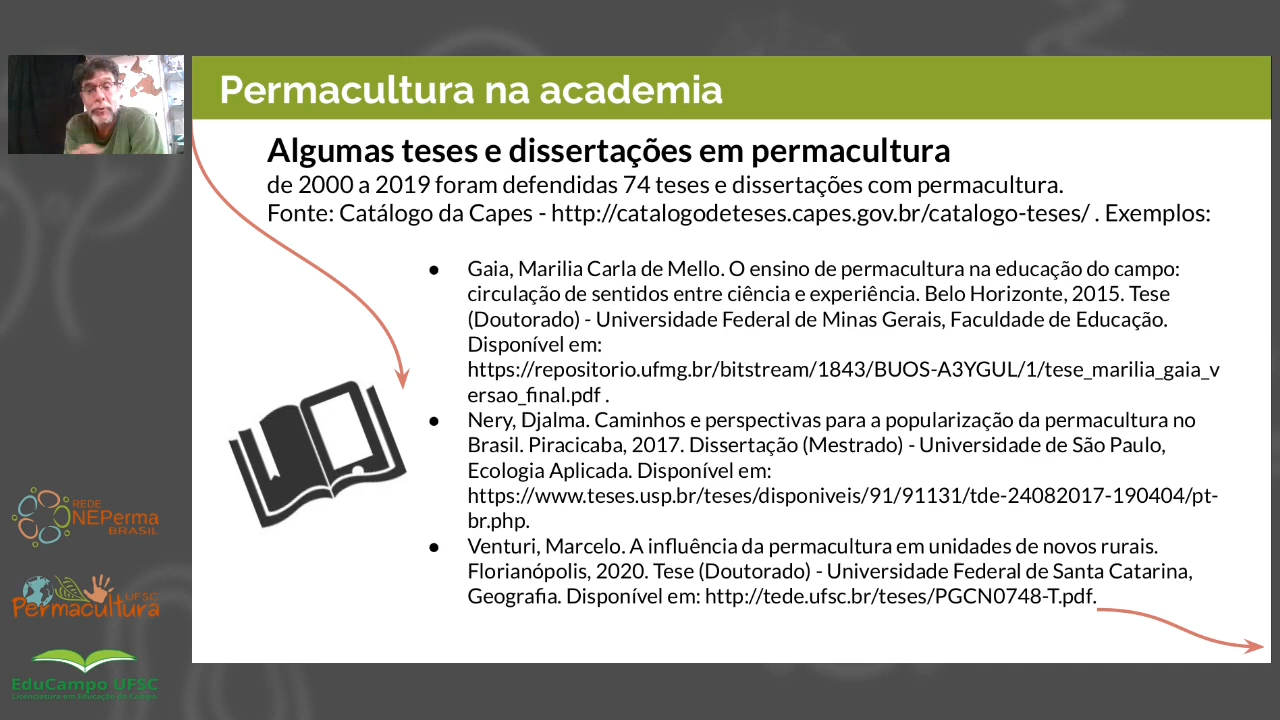 Permacultura na academia
Algumas teses e dissertações em permacultura
de 2000 a 2019 foram defendidas 74 teses e dissertações com permacultura.
Fonte: Catálogo da Capes - http://catalogodeteses.capes.gov.br/catalogo-teses/ . Exemplos:
● Gaia, Marilia Carla de Mello. O ensino de permacultura na educação do campo:
circulação de sentidos entre ciência e experiência. Belo Horizonte, 2015. Tese
(Doutorado) - Universidade Federal de Minas Gerais, Faculdade de Educação.
Disponível em:
https://repositorio.ufmg.br/bitstream/1843/BUOS-A3YGUL/1/tese_marilia_gaia_v
ersao_final.pdf .
● Nery, Djalma. Caminhos e perspectivas para a popularização da permacultura no
Brasil. Piracicaba, 2017. Dissertação (Mestrado) - Universidade de São Paulo,
Ecologia Aplicada. Disponível em:
https://www.teses.usp.br/teses/disponiveis/91/91131/tde-24082017-190404/pt-
br.php.
● Venturi, Marcelo. A influência da permacultura em unidades de novos rurais.
Florianópolis, 2020. Tese (Doutorado) - Universidade Federal de Santa Catarina,
Geografia. Disponível em: http://tede.ufsc.br/teses/PGCN0748-T.pdf.
REDE
NEPerma
BRASIL
UFSC
Permacultura
EduCampo UFSC
Licenciatura em Educação do Campo